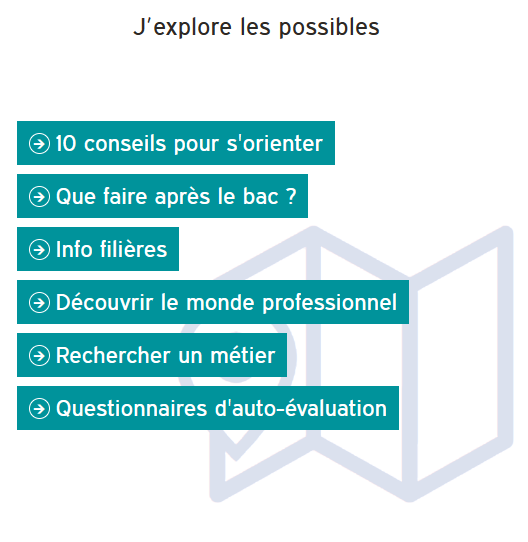 J'explore les possibles
10 conseils pour s'orienter
Que faire après le bac ?
Info filières
Découvrir le monde professionnel
Rechercher un métier
Questionnaires d'auto-évaluation